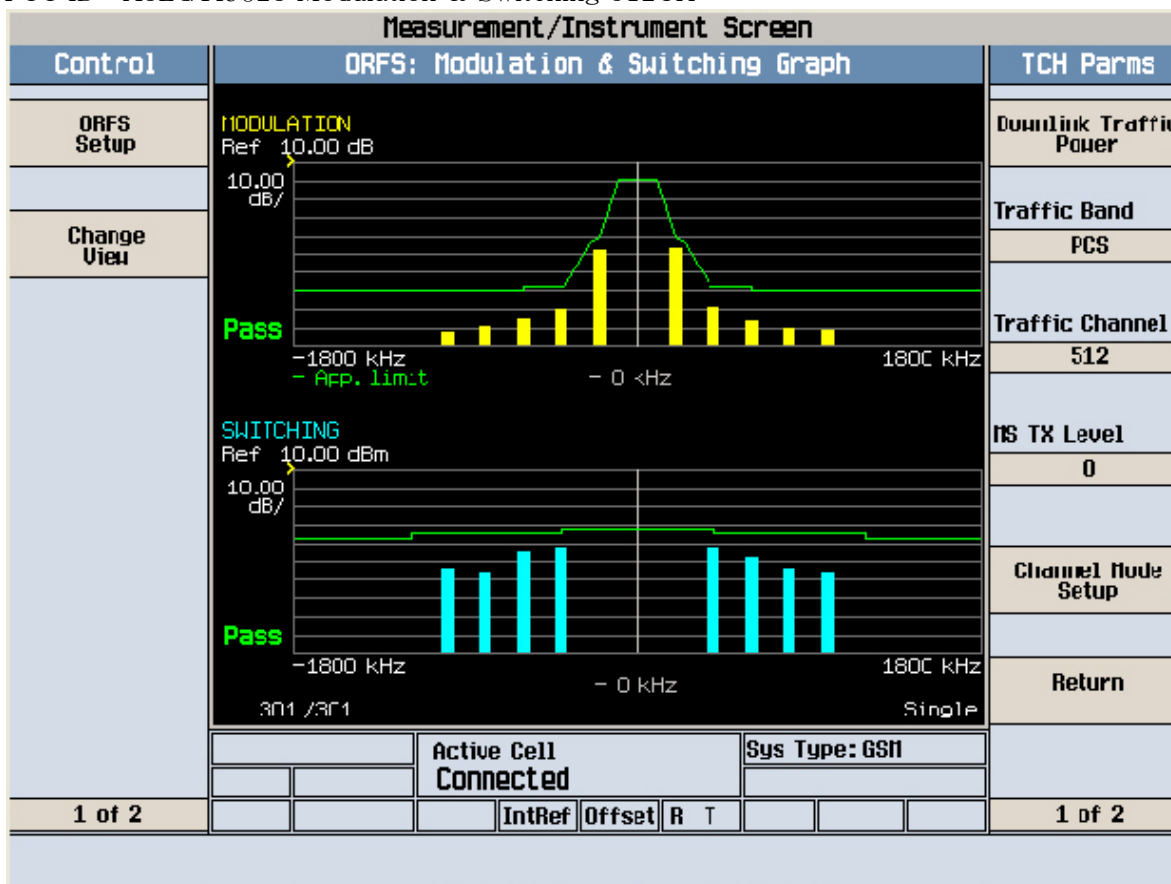 Measurement/Instrument Screen
Control
ORFS: Modulation & Switching Graph
TCH Parms
ORFS
Setup
Change
View
1 of 2
MODULATION
Ref 10.00 dB
10.00
dB/
Pass
-1800 kHz
1800 kHz
- App. limit
- 0 kHz
SWITCHING
Ref 10.00 dBm
10.00
dB/
Pass
-1800 kHz
1800 kHz
- 0 kHz
301 /301
Single
Active Cell
Connected
Sys Type: GSM
IntRef
Offset
R T
Downlink Traffic
Power
Traffic Band
PCS
Traffic Channel
512
MS TX Level
0
Channel Mode
Setup
Return
1 of 2